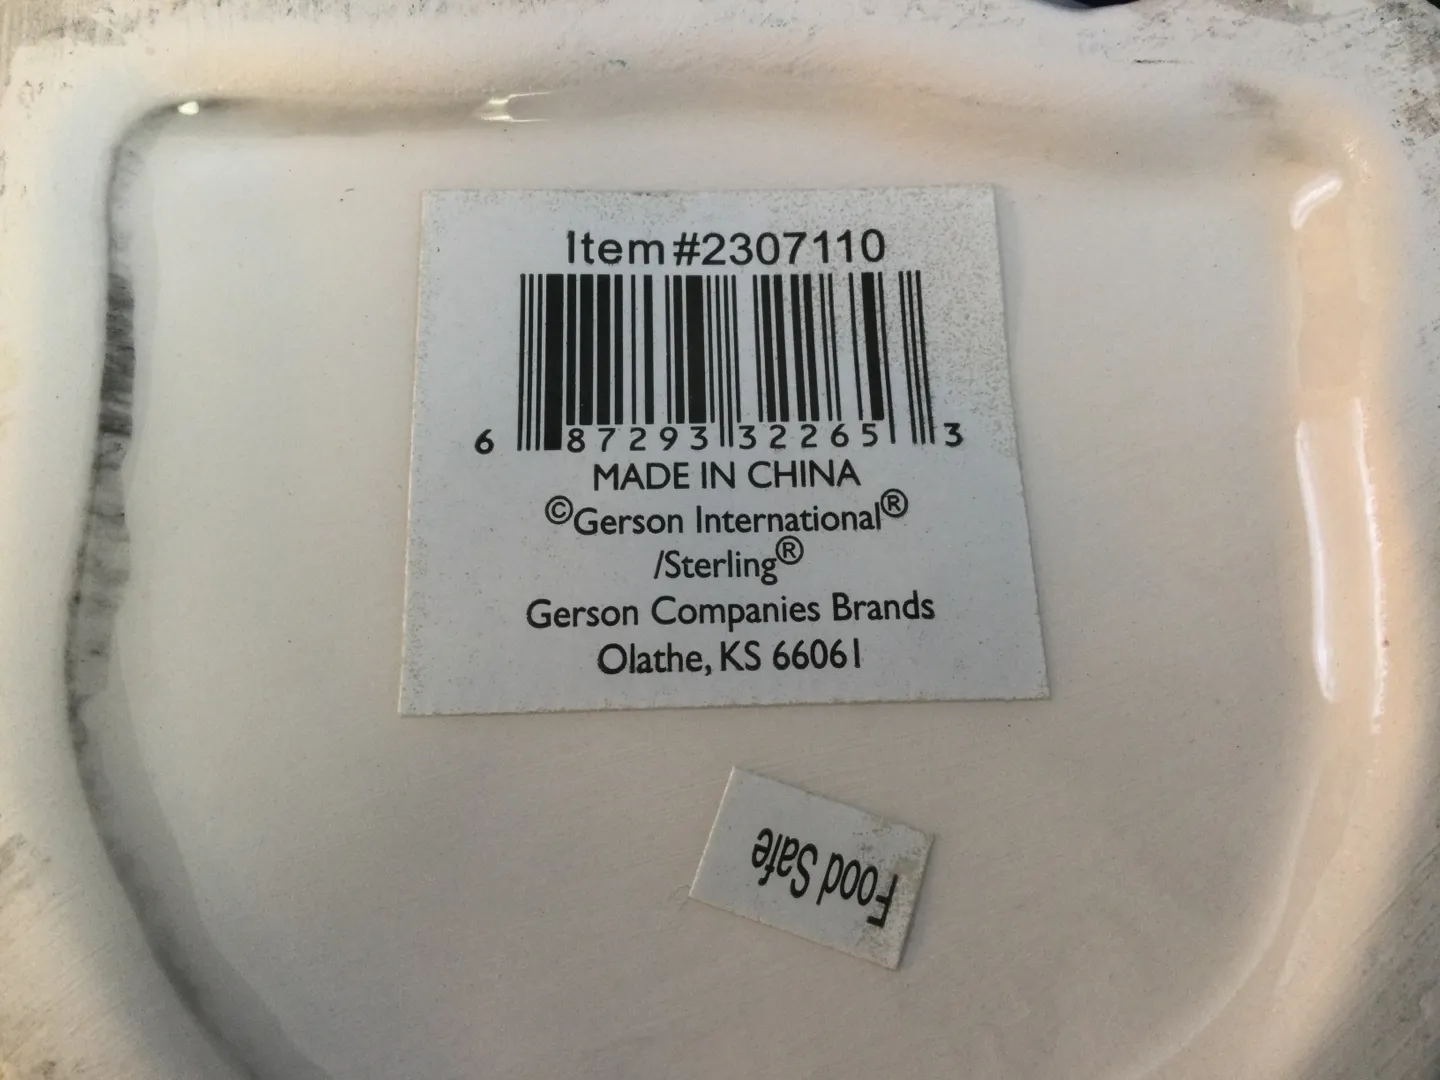 Item#2307110
6 87293 32265 3
MADE IN CHINA
©Gerson International®
/Sterling®
Gerson Companies Brands
Olathe, KS 66061
Food Safe